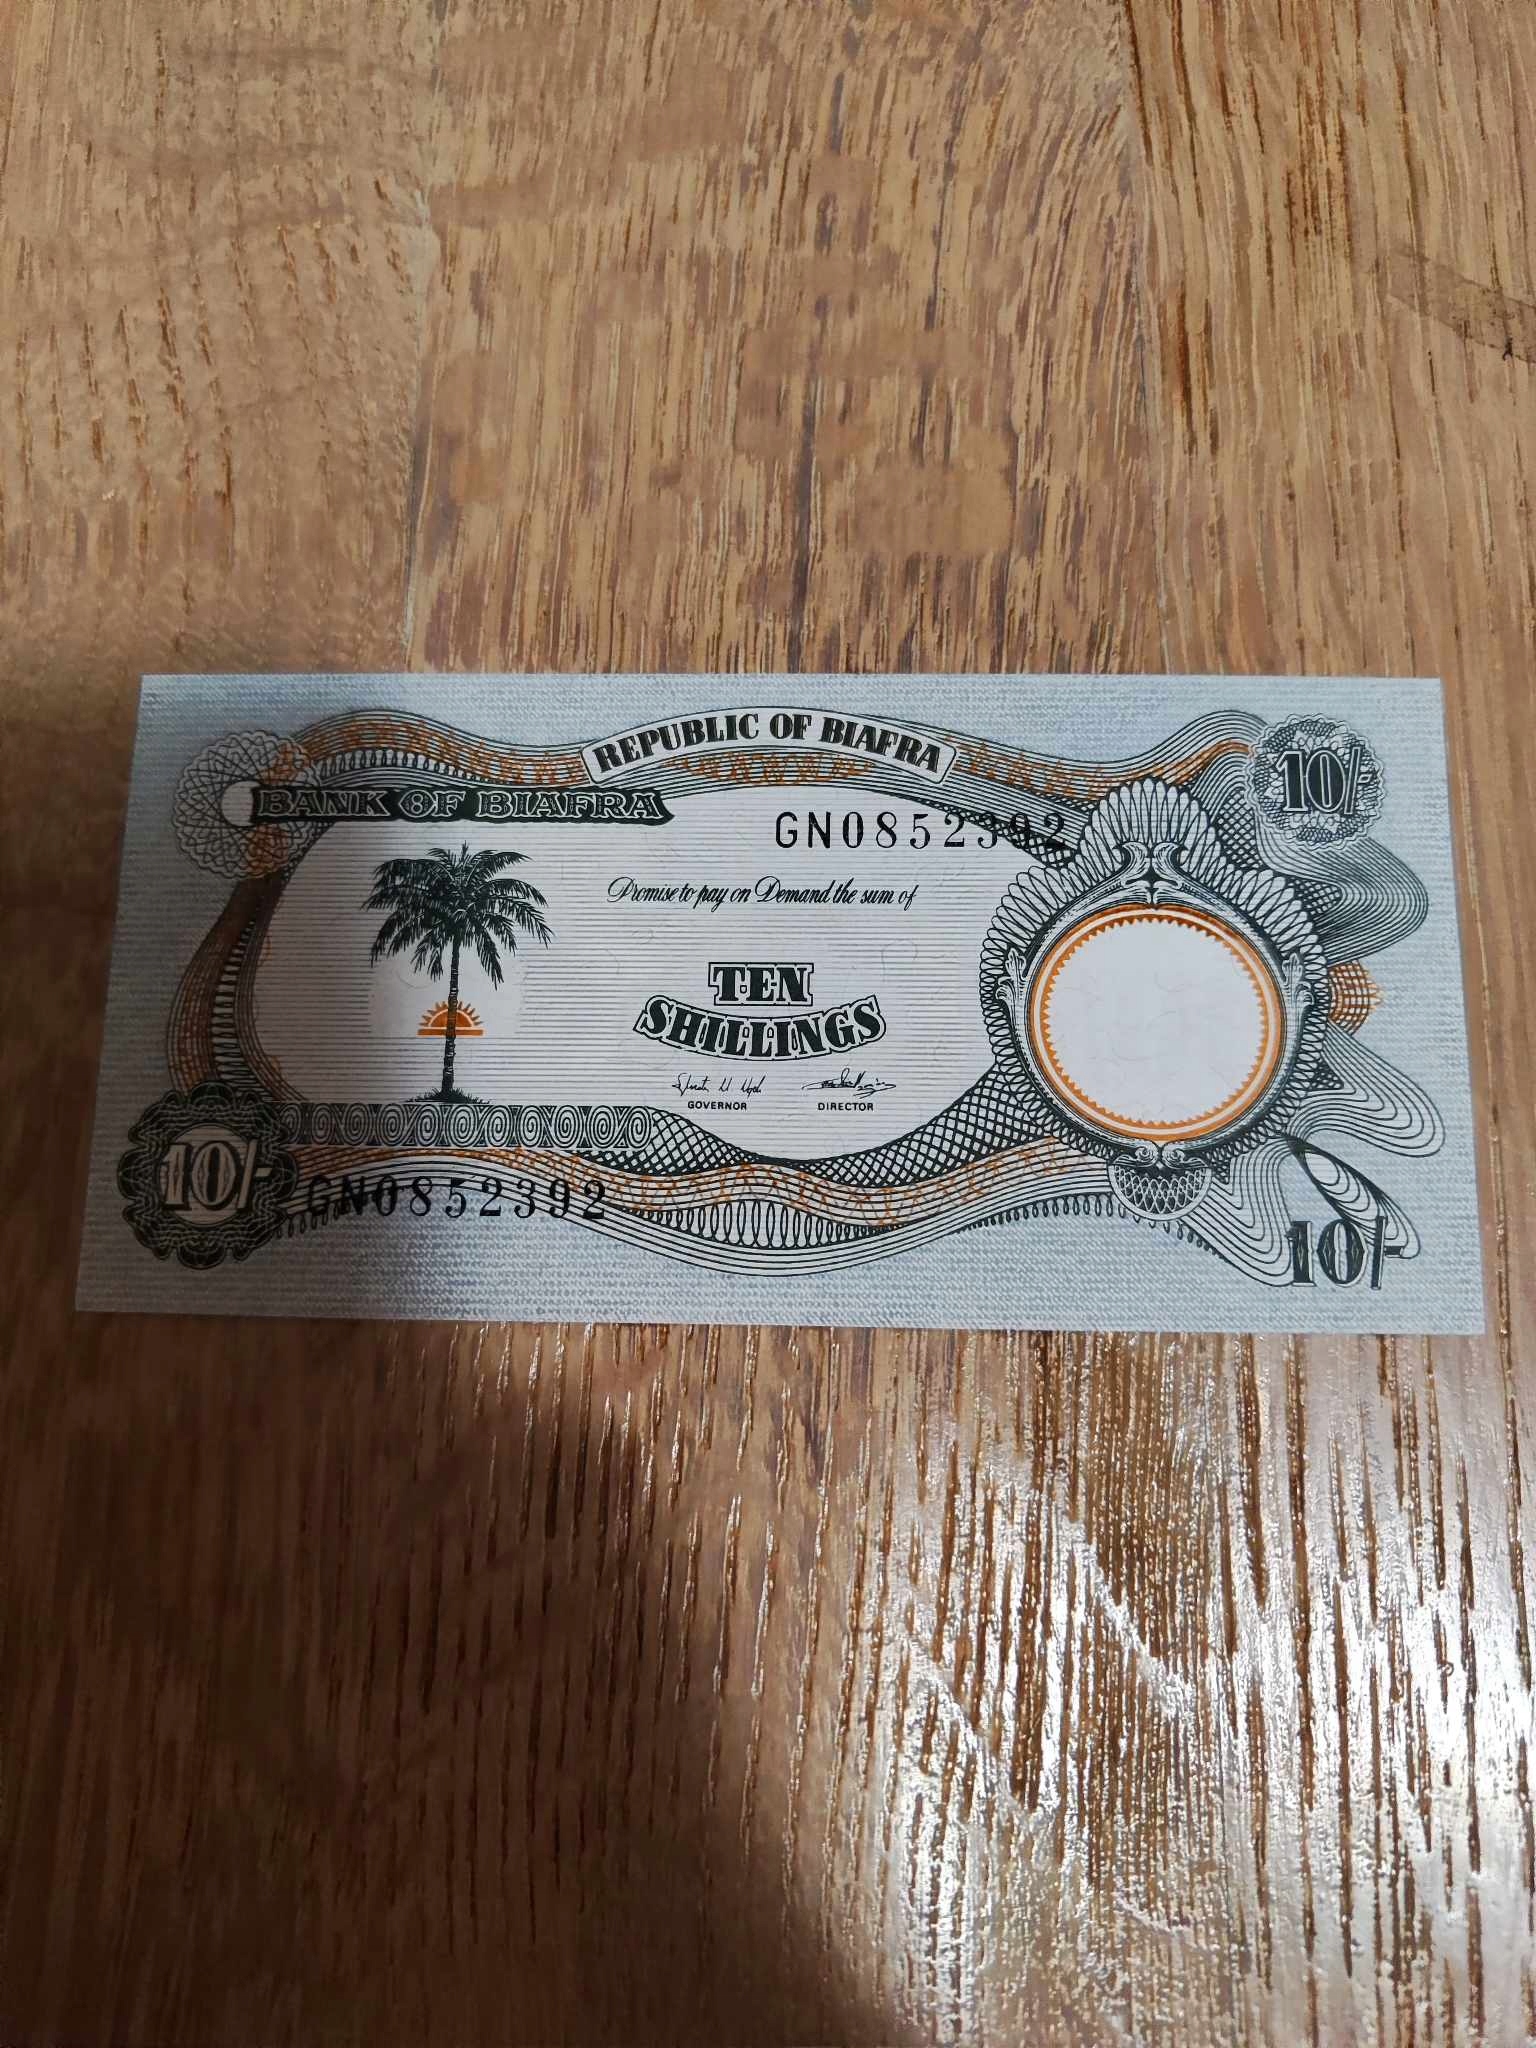 REPUBLIC OF BIAFRA
10/-
BANK OF BIAFRA
GN0852392
Promise to pay on Demand the sum of
TEN
SHILLINGS
GOVERNOR
DIRECTOR
10/-
GN0852392
10/-